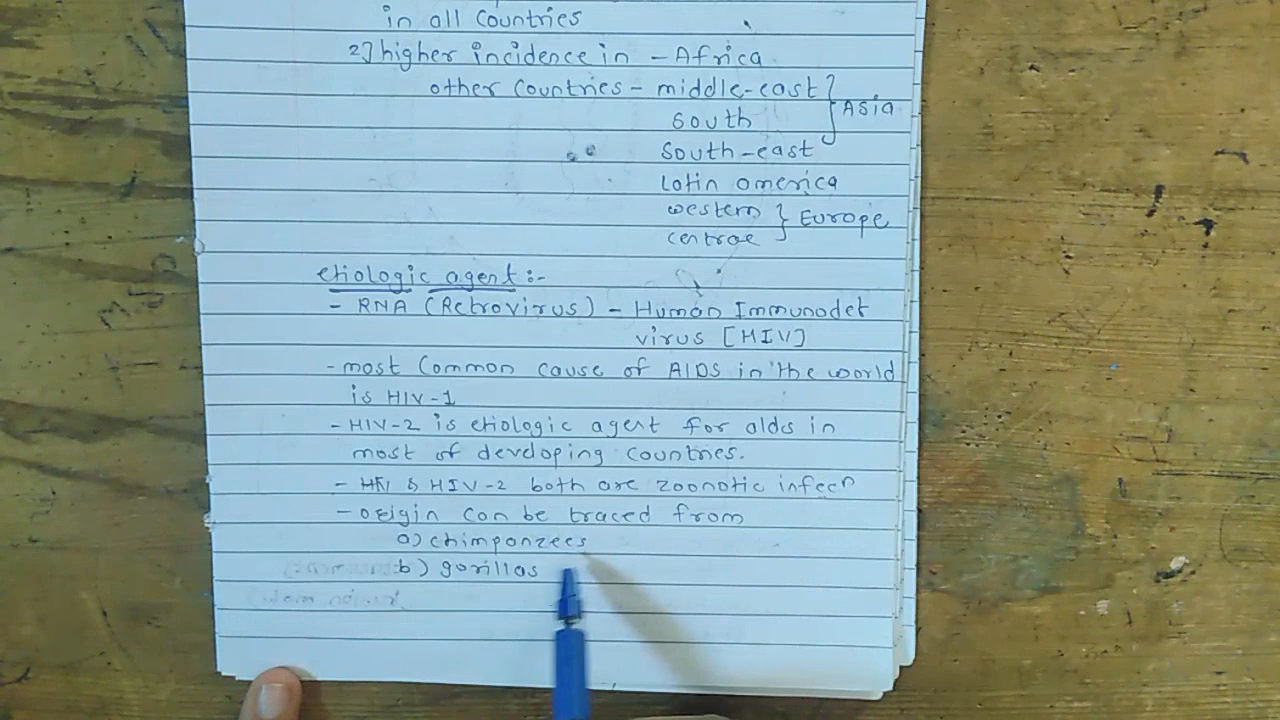 in all countries
2] higher incidence in - Africa
other countries - middle-east
south
} Asia
south-east
Latin america
western
central
} Europe
etiologic agent :-
- RNA (Retrovirus) - Human Immunodef
virus [HIV]
- most common cause of AIDS in the world
is HIV-1
- HIV-2 is etiologic agent for aids in
most of developing countries.
- & HIV-2 both are zoonotic infecn
- origin can be traced from
a) chimpanzees
b) gorillas